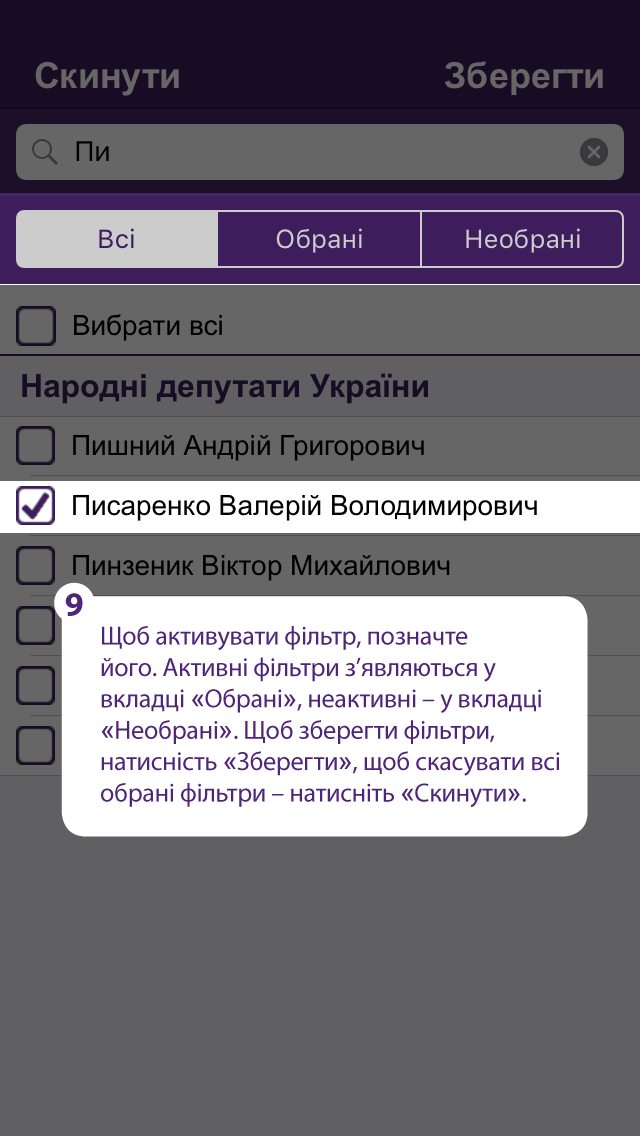 Скинути
Зберегти
Пи
Всі
Обрані
Необрані
Вибрати всі
Народні депутати України
Пишний Андрій Григорович
Писаренко Валерій Володимирович
Пинзеник Віктор Михайлович
9
Щоб активувати фільтр, позначте
його. Активні фільтри з’являються у
вкладці «Обрані», неактивні – у вкладці
«Необрані». Щоб зберегти фільтри,
натисність «Зберегти», щоб скасувати всі
обрані фільтри – натисніть «Скинути».